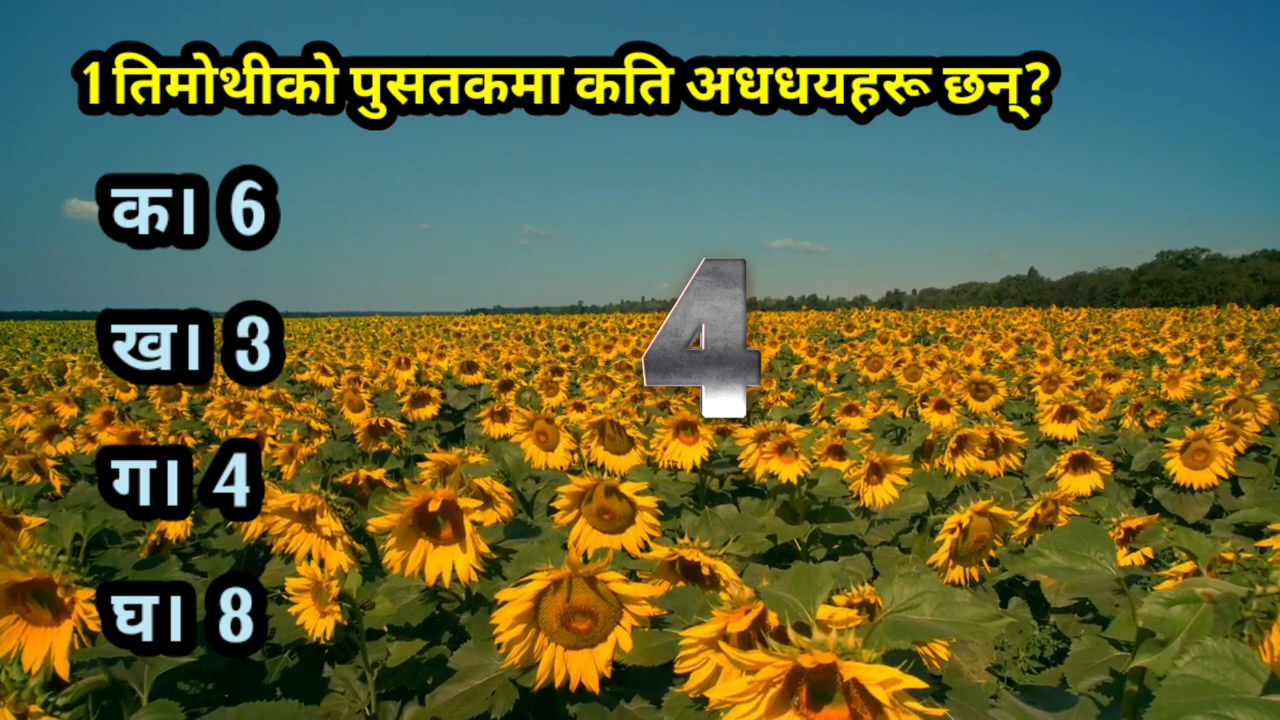 1 तिमोथीको पुसतकमा कति अधधयहरू छन्?
क। 6
ख। 3
4
ग। 4
घ। 8